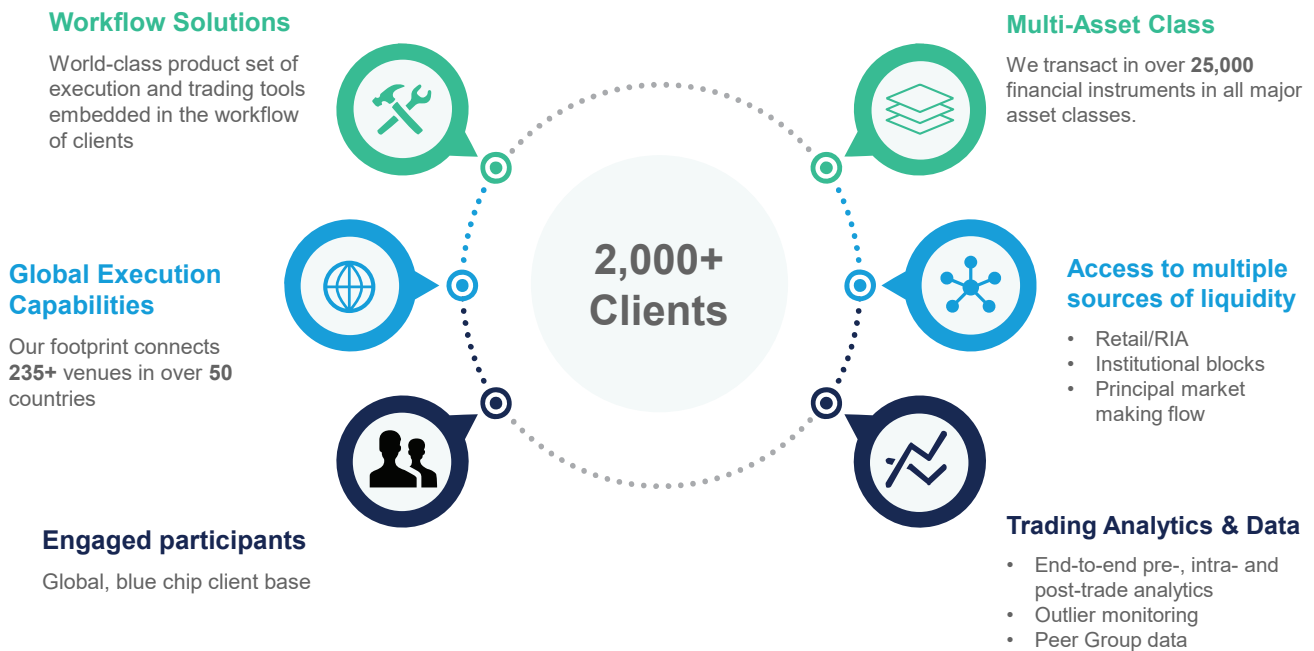 Workflow Solutions
World-class product set of
execution and trading tools
embedded in the workflow
of clients
Global Execution
Capabilities
Our footprint connects
235+ venues in over 50
countries
Engaged participants
Global, blue chip client base
2,000+
Clients
Multi-Asset Class
We transact in over 25,000
financial instruments in all major
asset classes.
Access to multiple
sources of liquidity
• Retail/RIA
• Institutional blocks
• Principal market
making flow
Trading Analytics & Data
• End-to-end pre-, intra- and
post-trade analytics
• Outlier monitoring
• Peer Group data